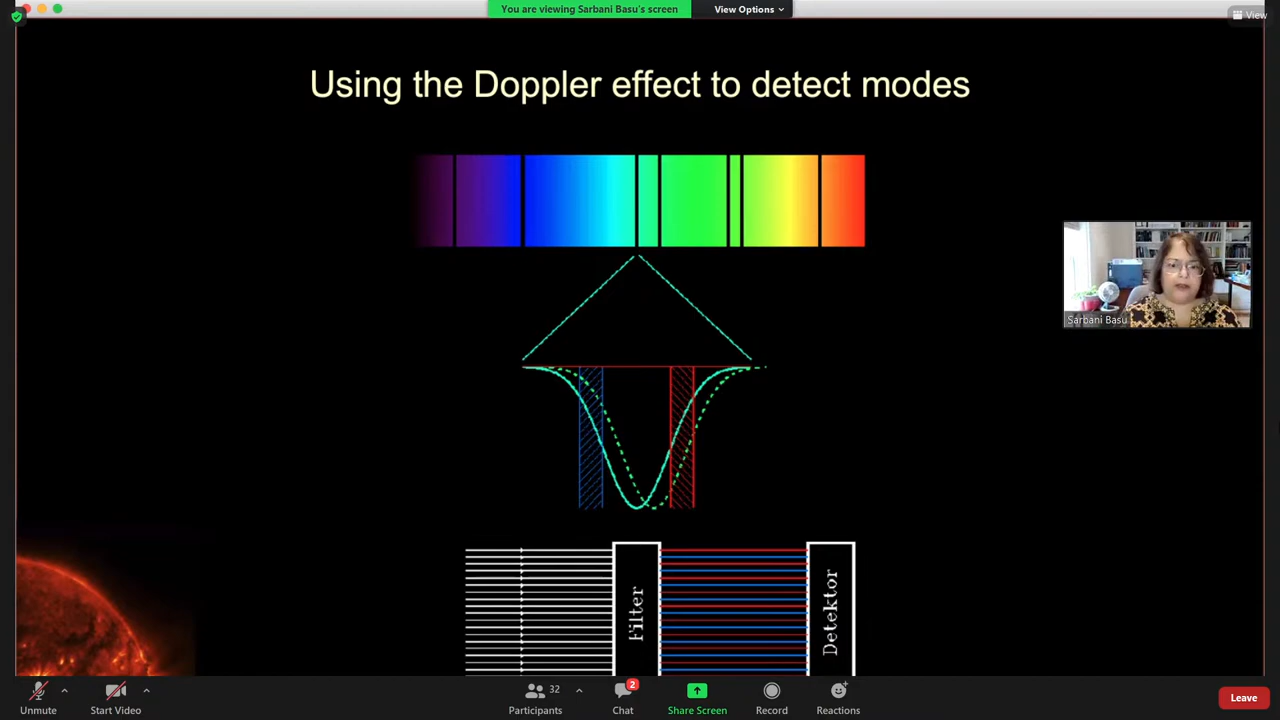 You are viewing Sarbani Basu's screen
View Options
View
Using the Doppler effect to detect modes
Sarbani Basu
Filter
Detektor
Unmute
Start Video
32
Participants
2
Chat
Share Screen
Record
Reactions
Leave